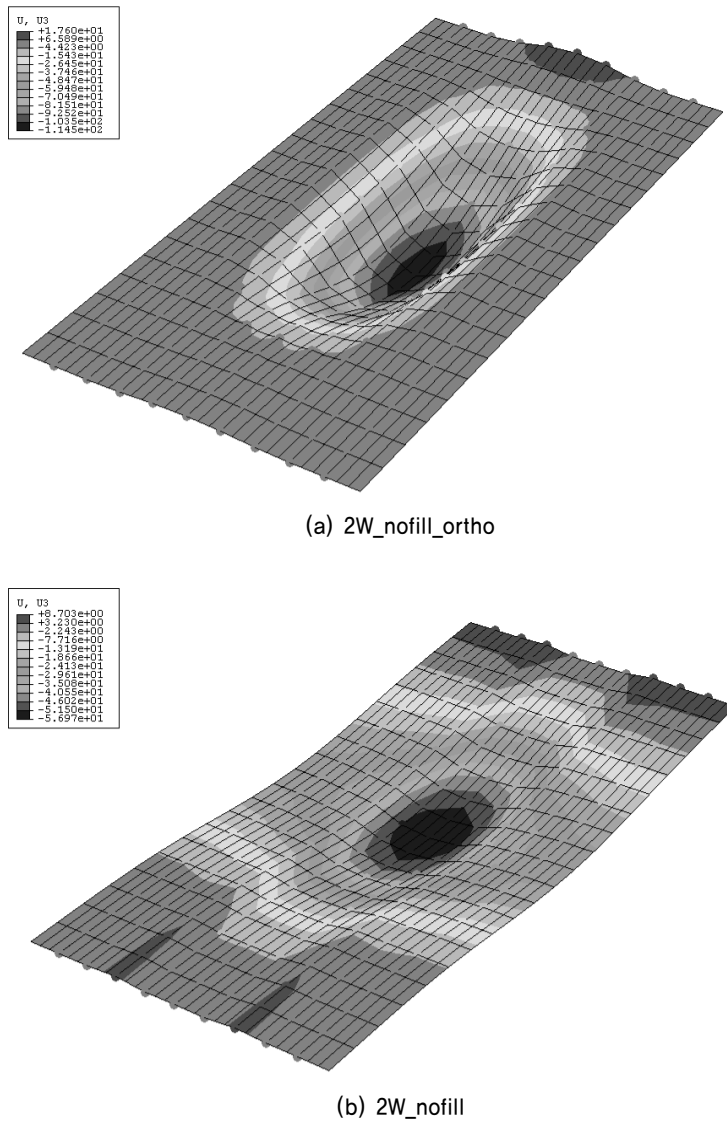 U, U3
+1.760e+01
+6.589e+00
-4.423e+00
-1.543e+01
-2.645e+01
-3.746e+01
-4.847e+01
-5.948e+01
-7.049e+01
-8.151e+01
-9.252e+01
-1.035e+02
-1.145e+02
(a) 2W_nofill_ortho
U, U3
+8.703e+00
+3.230e+00
-2.243e+00
-7.716e+00
-1.319e+01
-1.866e+01
-2.413e+01
-2.961e+01
-3.508e+01
-4.055e+01
-4.602e+01
-5.150e+01
-5.697e+01
(b) 2W_nofill